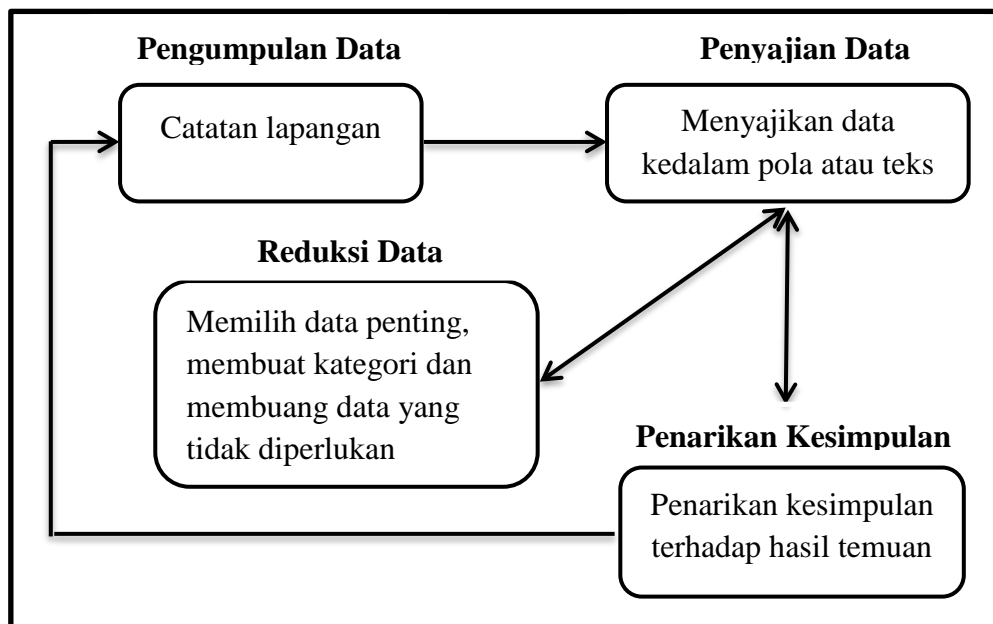 Pengumpulan Data
Catatan lapangan
Penyajian Data
Menyajikan data
kedalam pola atau teks
Reduksi Data
Memilih data penting,
membuat kategori dan
membuang data yang
tidak diperlukan
Penarikan Kesimpulan
Penarikan kesimpulan
terhadap hasil temuan